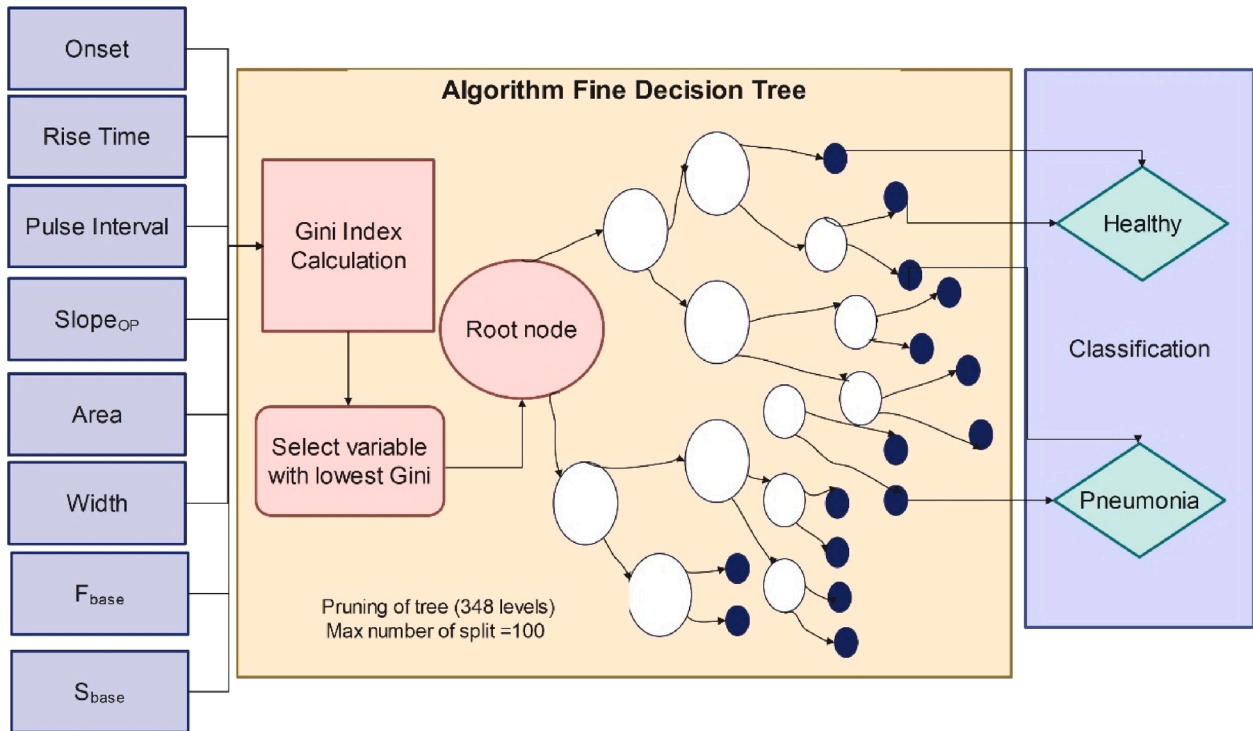 Onset
Rise Time
Pulse Interval
SlopeOP
Area
Width
Fbase
Sbase
Algorithm Fine Decision Tree
Gini Index
Calculation
Select variable
with lowest Gini
Root node
Pruning of tree (348 levels)
Max number of split =100
Healthy
Classification
Pneumonia